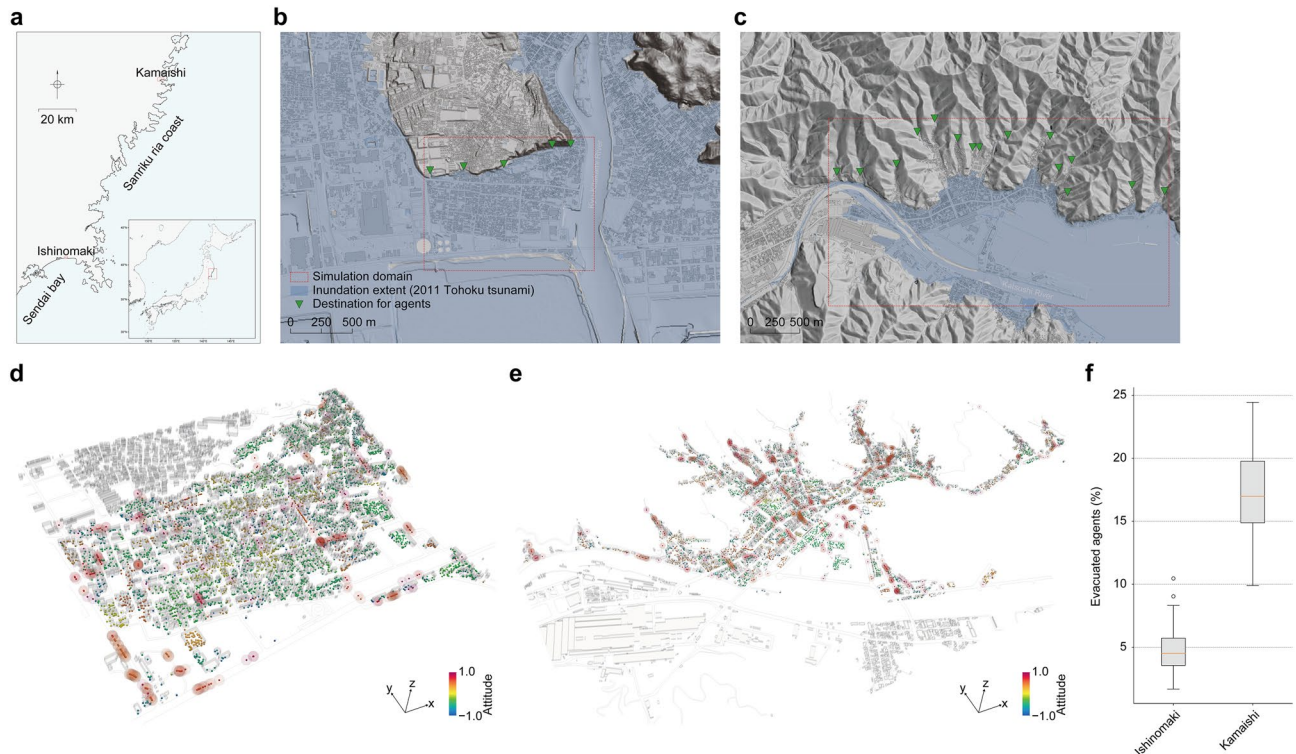 a
Kamaishi
20 km
Sanriku ria coast
Ishinomaki
Sendai bay
b
Simulation domain
Inundation extent (2011 Tohoku tsunami)
Destination for agents
0 250 500 m
c
0 250 500 m
d
y z x
1.0
−1.0
Attitude
e
y z x
1.0
−1.0
Attitude
f
25
20
15
10
5
Evacuated agents (%)
Ishinomaki
Kamaishi